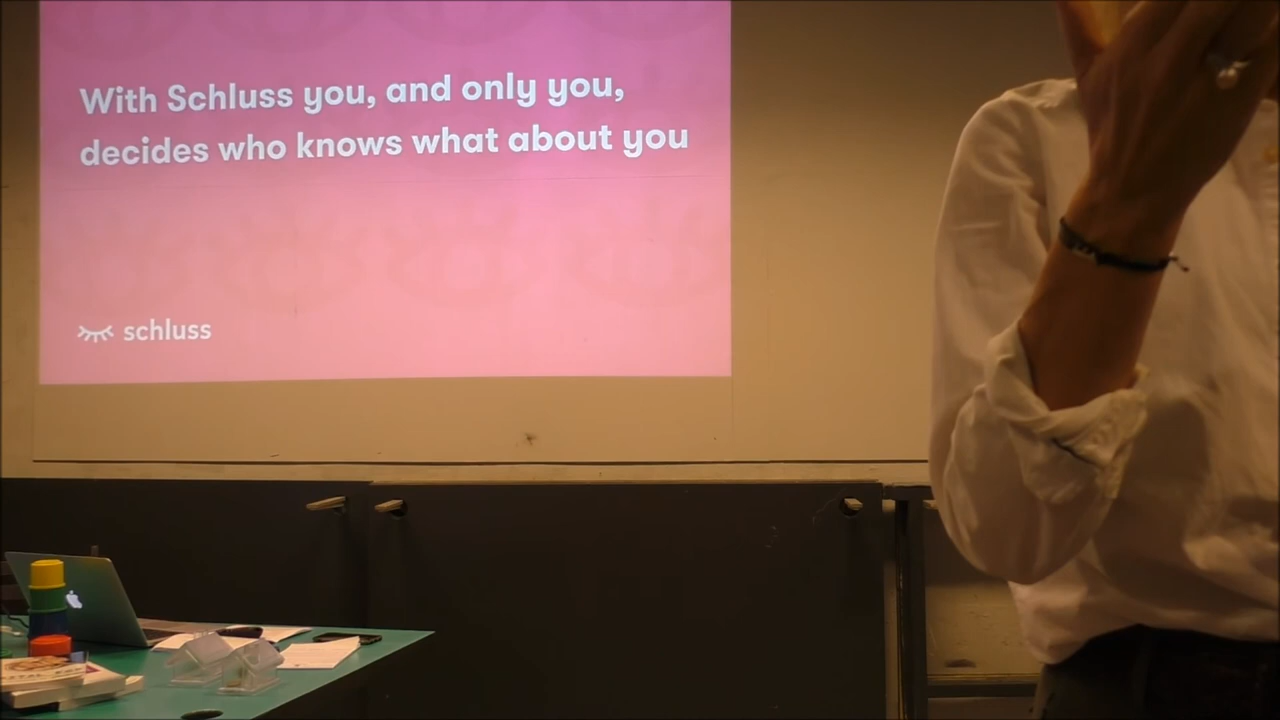 With Schluss you, and only you,
decides who knows what about you
schluss